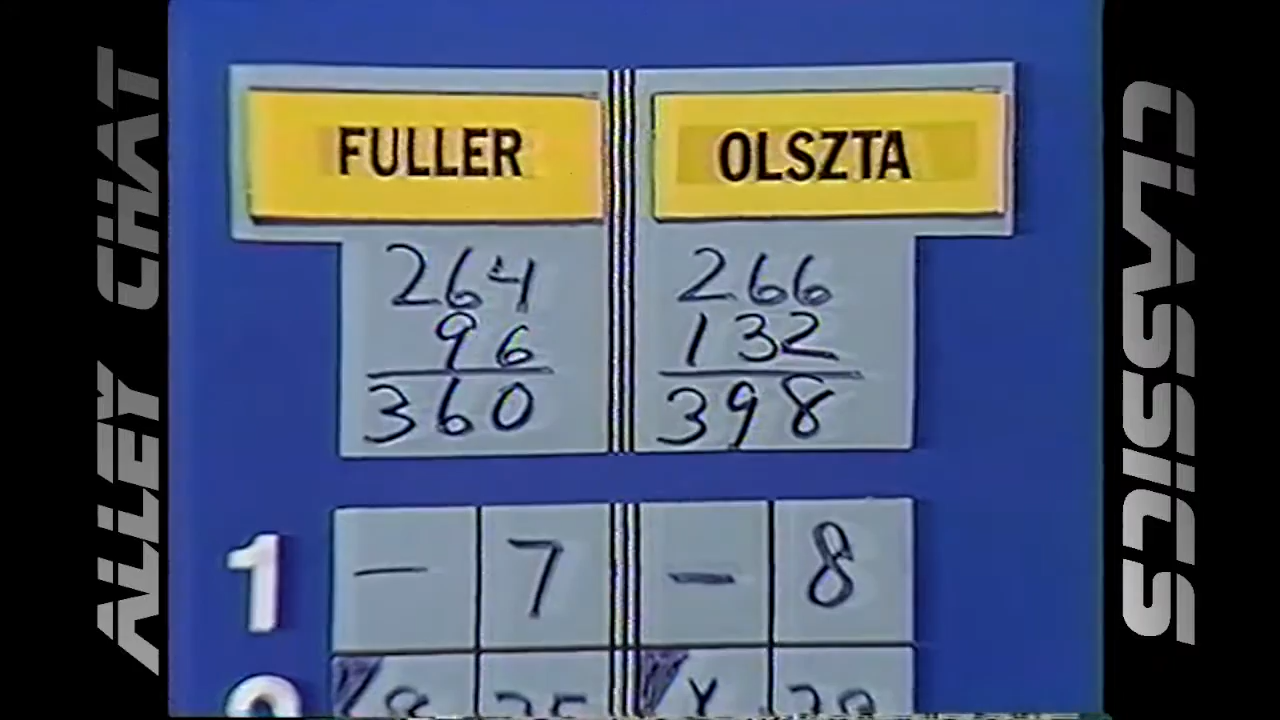 ALLEY CHAT
CLASSICS
FULLER OLSZTA
264 266
96 132
360 398
1 — 7 — 8